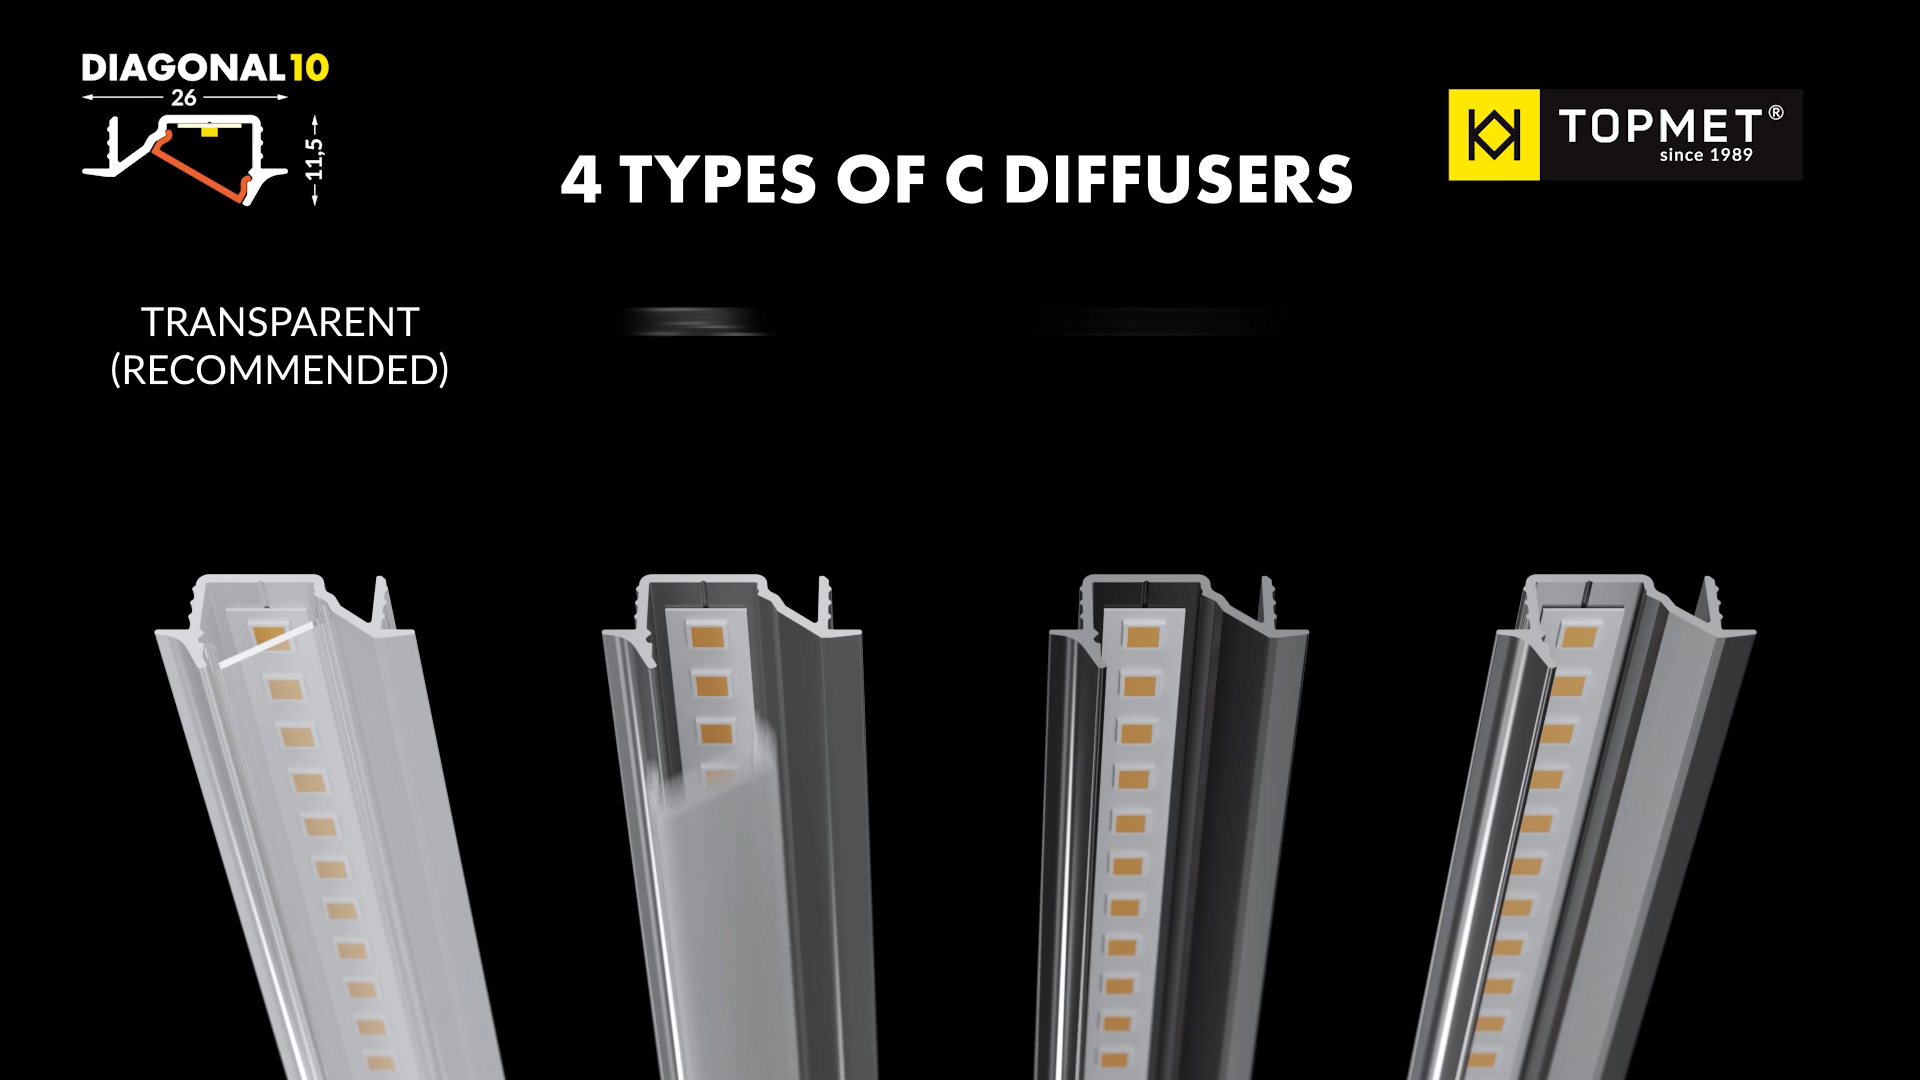 DIAGONAL10
26
11,5
4 TYPES OF C DIFFUSERS
TOPMET®
since 1989
TRANSPARENT
(RECOMMENDED)